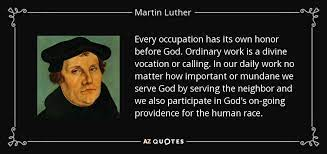 Martin Luther
Every occupation has its own honor
before God. Ordinary work is a divine
vocation or calling. In our daily work no
matter how important or mundane we
serve God by serving the neighbor and
we also participate in God's on-going
providence for the human race.
AZ QUOTES